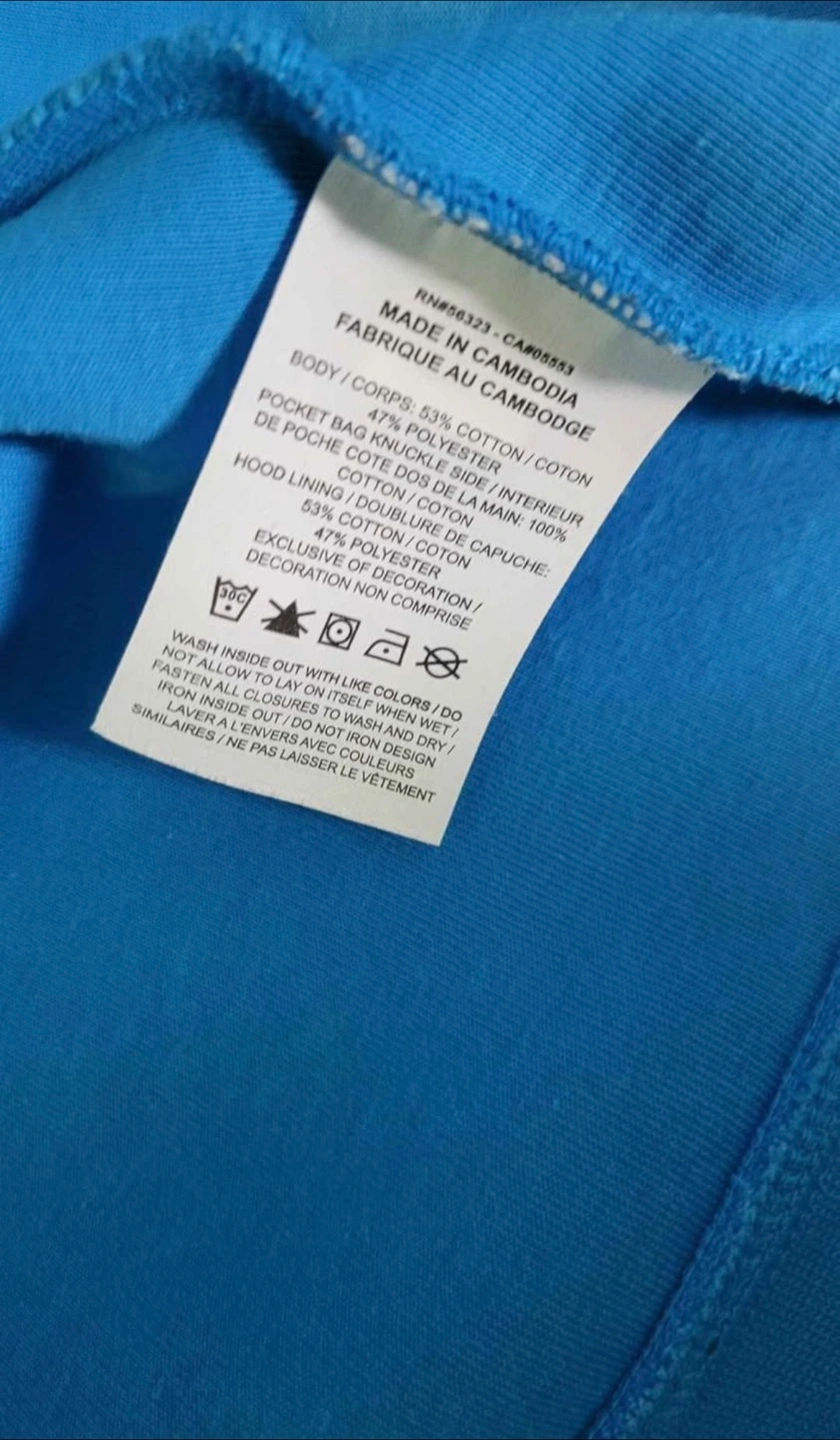 RN#56323 - CA#05553
MADE IN CAMBODIA
FABRIQUE AU CAMBODGE
BODY / CORPS: 53% COTTON / COTON
47% POLYESTER
POCKET BAG KNUCKLE SIDE / INTERIEUR
DE POCHE COTE DOS DE LA MAIN: 100%
COTTON / COTON
HOOD LINING / DOUBLURE DE CAPUCHE:
53% COTTON / COTON
47% POLYESTER
EXCLUSIVE OF DECORATION /
DECORATION NON COMPRISE
30C
WASH INSIDE OUT WITH LIKE COLORS / DO
NOT ALLOW TO LAY ON ITSELF WHEN WET /
FASTEN ALL CLOSURES TO WASH AND DRY /
IRON INSIDE OUT / DO NOT IRON DESIGN
LAVER A L'ENVERS AVEC COULEURS
SIMILAIRES / NE PAS LAISSER LE VÊTEMENT